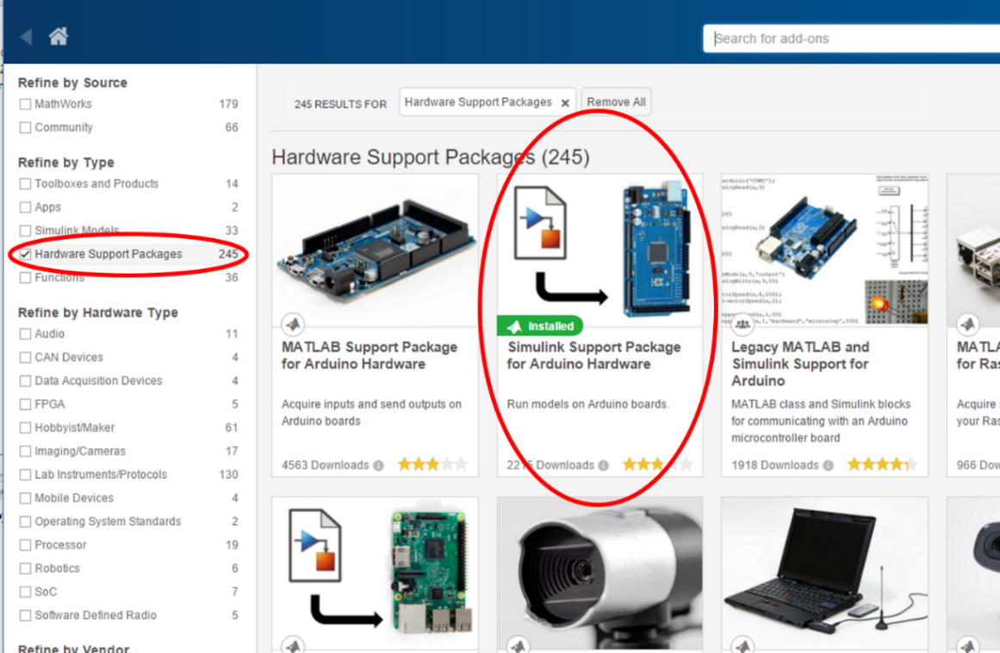 Search for add-ons
Refine by Source
MathWorks 179
Community 66
Refine by Type
Toolboxes and Products 14
Apps 2
Simulink Models 33
Hardware Support Packages 245
Functions 36
Refine by Hardware Type
Audio 11
CAN Devices 4
Data Acquisition Devices 4
FPGA 5
Hobbyist/Maker 61
Imaging/Cameras 17
Lab Instruments/Protocols 130
Mobile Devices 4
Operating System Standards 2
Processor 19
Robotics 6
SoC 7
Software Defined Radio 5
Refine by Vendor
245 RESULTS FOR Hardware Support Packages x Remove All
Hardware Support Packages (245)
MATLAB Support Package
for Arduino Hardware
Acquire inputs and send outputs on
Arduino boards
4563 Downloads
Installed
Simulink Support Package
for Arduino Hardware
Run models on Arduino boards.
2215 Downloads
Legacy MATLAB and
Simulink Support for
Arduino
MATLAB class and Simulink blocks
for communicating with an Arduino
microcontroller board
1918 Downloads
MATLA
for Ras
Acquire
your Ras
966 Dow